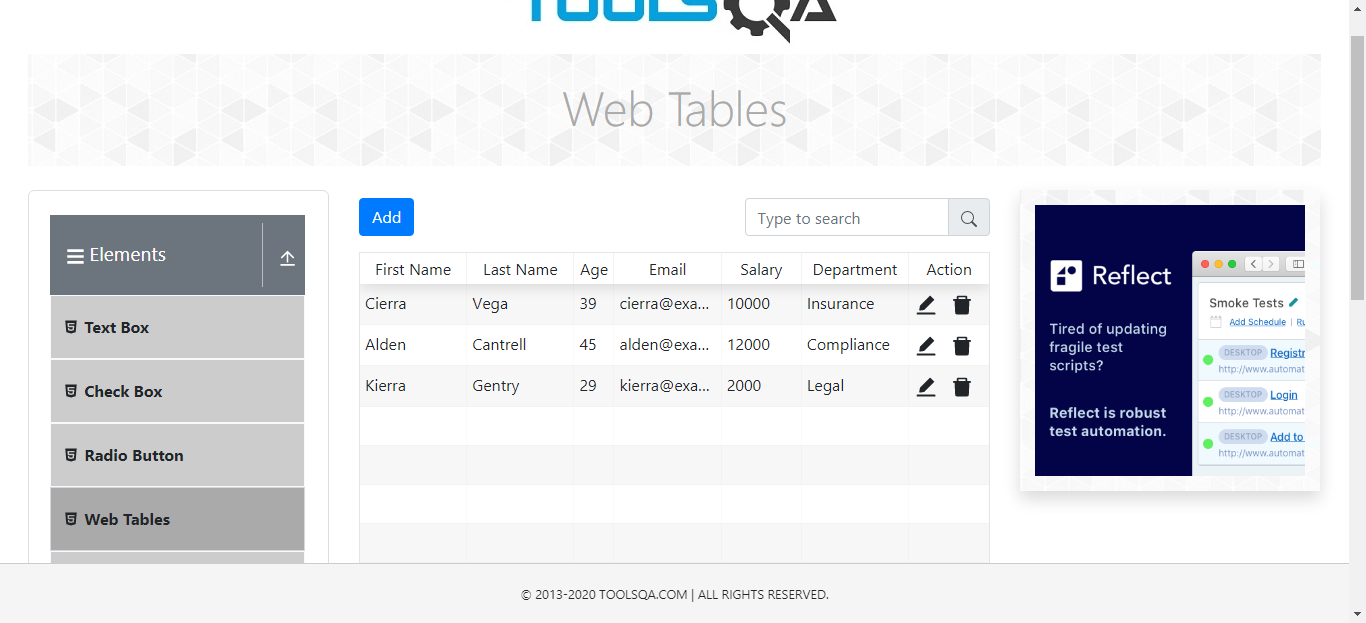 TOOLSQA
Web Tables
Elements
Text Box
Check Box
Radio Button
Web Tables
Add
Type to search
First Name Last Name Age Email Salary Department Action
Cierra Vega 39 cierra@exa... 10000 Insurance
Alden Cantrell 45 alden@exa... 12000 Compliance
Kierra Gentry 29 kierra@exa... 2000 Legal
Reflect
Tired of updating
fragile test
scripts?
Reflect is robust
test automation.
Smoke Tests
Add Schedule | Ru
DESKTOP Registr
http://www.automat
DESKTOP Login
http://www.automat
DESKTOP Add to
http://www.automat
© 2013-2020 TOOLSQA.COM | ALL RIGHTS RESERVED.